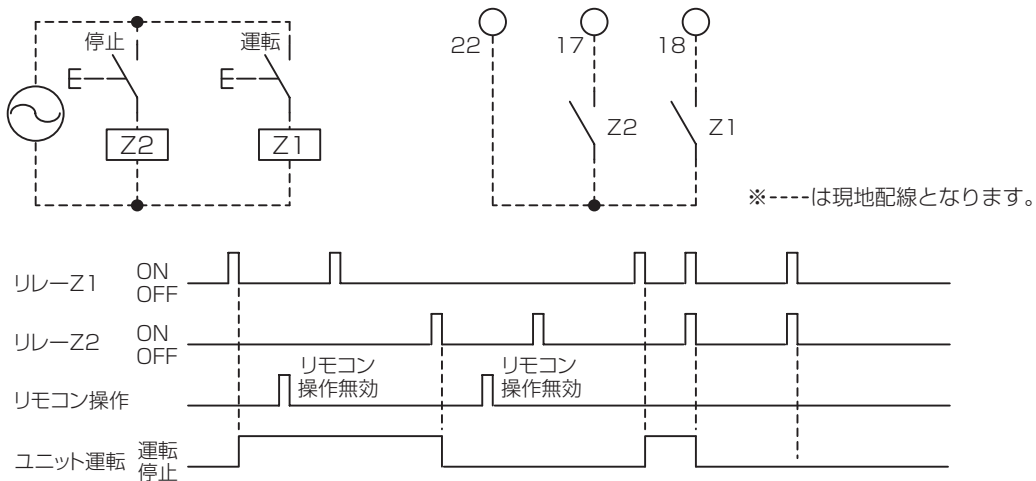 停止
運転
Z2
Z1
22
17
18
Z2
Z1
※----は現地配線となります。
リレーZ1
ON
OFF
リレーZ2
ON
OFF
リモコン
操作無効
リモコン
操作無効
リモコン操作
ユニット運転
運転
停止